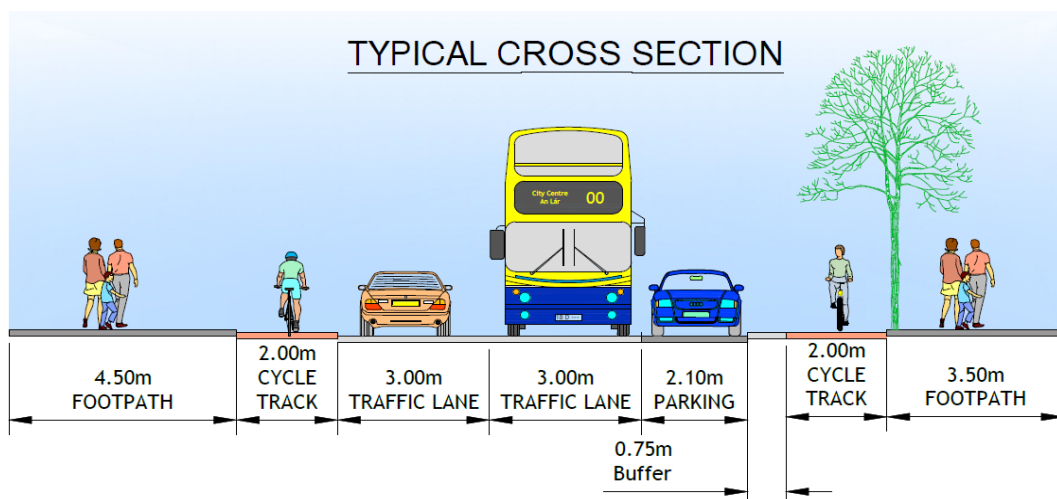 TYPICAL CROSS SECTION
City Centre
An Lár
00
4.50m
FOOTPATH
2.00m
CYCLE
TRACK
3.00m
TRAFFIC LANE
3.00m
TRAFFIC LANE
2.10m
PARKING
0.75m
Buffer
2.00m
CYCLE
TRACK
3.50m
FOOTPATH